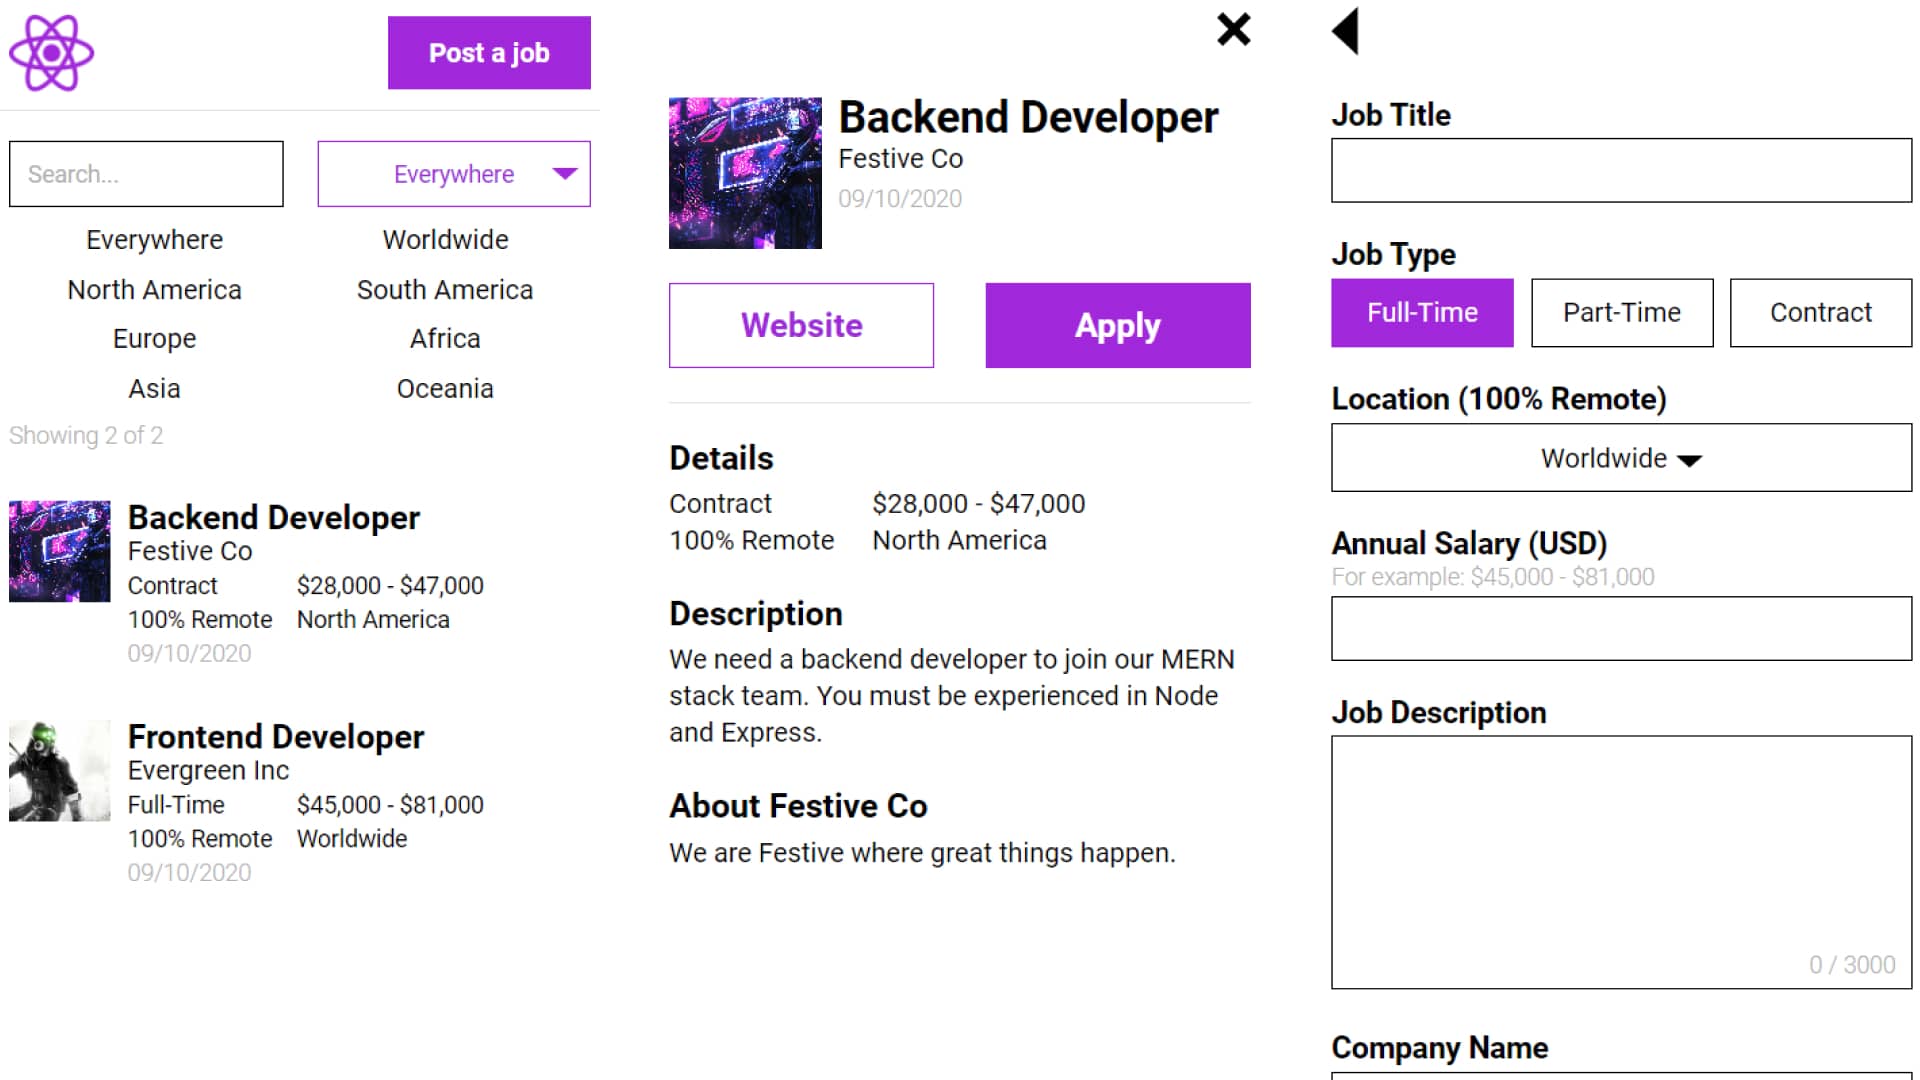 Post a job
Search...
Everywhere
Everywhere
Worldwide
North America
South America
Europe
Africa
Asia
Oceania
Showing 2 of 2
Backend Developer
Festive Co
Contract $28,000 - $47,000
100% Remote North America
09/10/2020
Frontend Developer
Evergreen Inc
Full-Time $45,000 - $81,000
100% Remote Worldwide
09/10/2020
Backend Developer
Festive Co
09/10/2020
Website
Apply
Details
Contract $28,000 - $47,000
100% Remote North America
Description
We need a backend developer to join our MERN
stack team. You must be experienced in Node
and Express.
About Festive Co
We are Festive where great things happen.
Job Title
Job Type
Full-Time
Part-Time
Contract
Location (100% Remote)
Worldwide
Annual Salary (USD)
For example: $45,000 - $81,000
Job Description
0 / 3000
Company Name